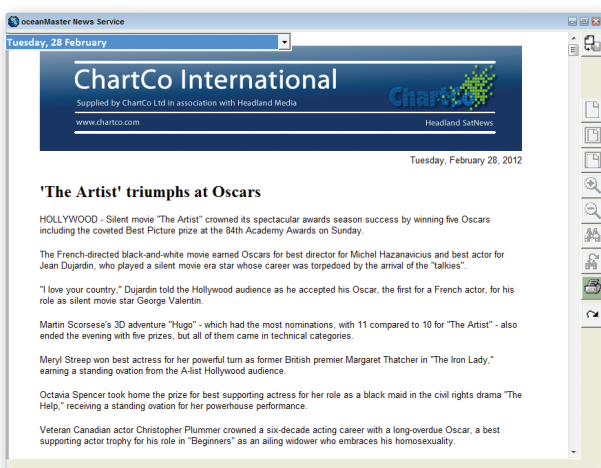 oceanMaster News Service
Tuesday, 28 February
ChartCo International
Supplied by ChartCo Ltd in association with Headland Media
Chartco
www.chartco.com
Headland SatNews
Tuesday, February 28, 2012
'The Artist' triumphs at Oscars
HOLLYWOOD - Silent movie "The Artist" crowned its spectacular awards season success by winning five Oscars
including the coveted Best Picture prize at the 84th Academy Awards on Sunday.
The French-directed black-and-white movie earned Oscars for best director for Michel Hazanavicius and best actor for
Jean Dujardin, who played a silent movie era star whose career was torpedoed by the arrival of the "talkies".
"I love your country," Dujardin told the Hollywood audience as he accepted his Oscar, the first for a French actor, for his
role as silent movie star George Valentin.
Martin Scorsese's 3D adventure "Hugo" - which had the most nominations, with 11 compared to 10 for "The Artist" - also
ended the evening with five prizes, but all of them came in technical categories.
Meryl Streep won best actress for her powerful turn as former British premier Margaret Thatcher in "The Iron Lady,"
earning a standing ovation from the A-list Hollywood audience.
Octavia Spencer took home the prize for best supporting actress for her role as a black maid in the civil rights drama "The
Help," receiving a standing ovation for her powerhouse performance.
Veteran Canadian actor Christopher Plummer crowned a six-decade acting career with a long-overdue Oscar, a best
supporting actor trophy for his role in "Beginners" as an ailing widower who embraces his homosexuality.